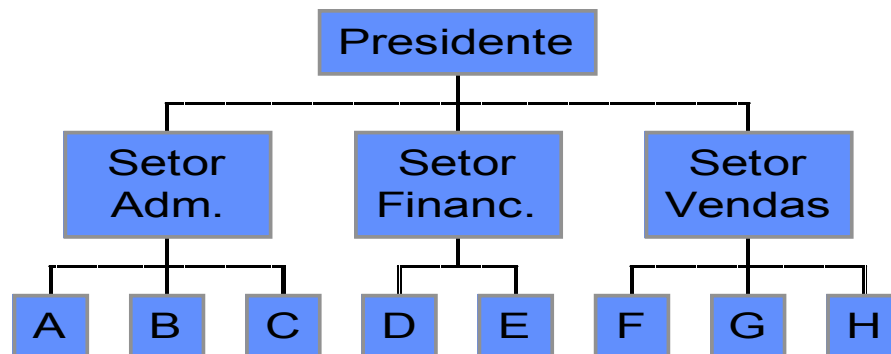 Presidente
Setor
Adm.
Setor
Financ.
Setor
Vendas
A
B
C
D
E
F
G
H